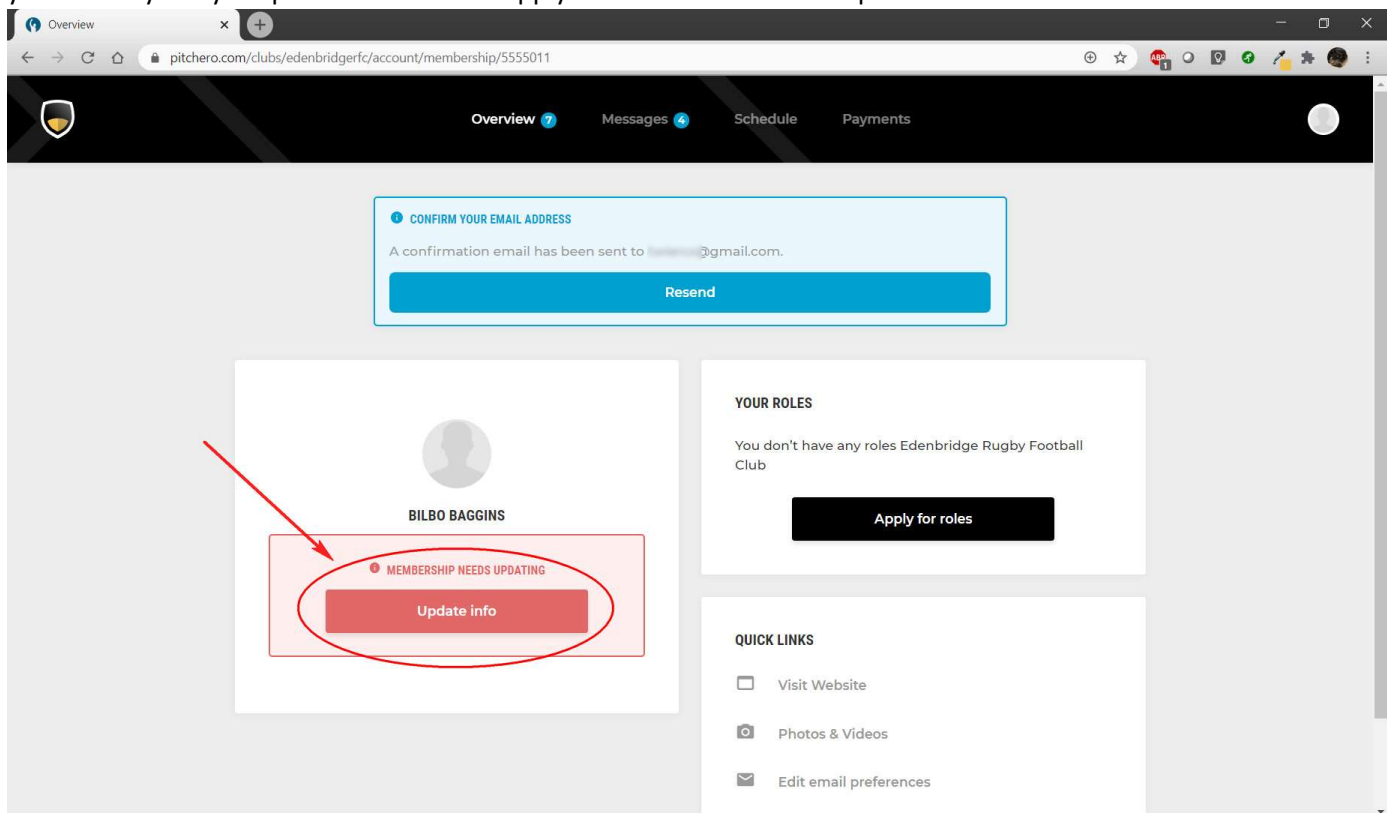 Overview
pitchero.com/clubs/edenbridgerfc/account/membership/5555011
ABP
1
Overview 7 Messages 4 Schedule Payments
CONFIRM YOUR EMAIL ADDRESS
A confirmation email has been sent to @gmail.com.
Resend
BILBO BAGGINS
MEMBERSHIP NEEDS UPDATING
Update info
YOUR ROLES
You don't have any roles Edenbridge Rugby Football
Club
Apply for roles
QUICK LINKS
Visit Website
Photos & Videos
Edit email preferences